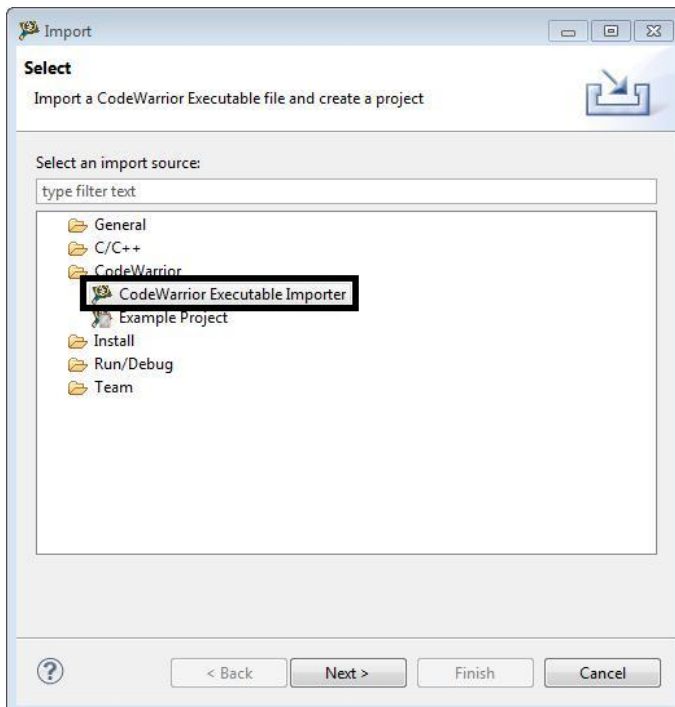 Import
Select
Import a CodeWarrior Executable file and create a project
Select an import source:
type filter text
General
C/C++
CodeWarrior
CodeWarrior Executable Importer
Example Project
Install
Run/Debug
Team
? < Back Next > Finish Cancel